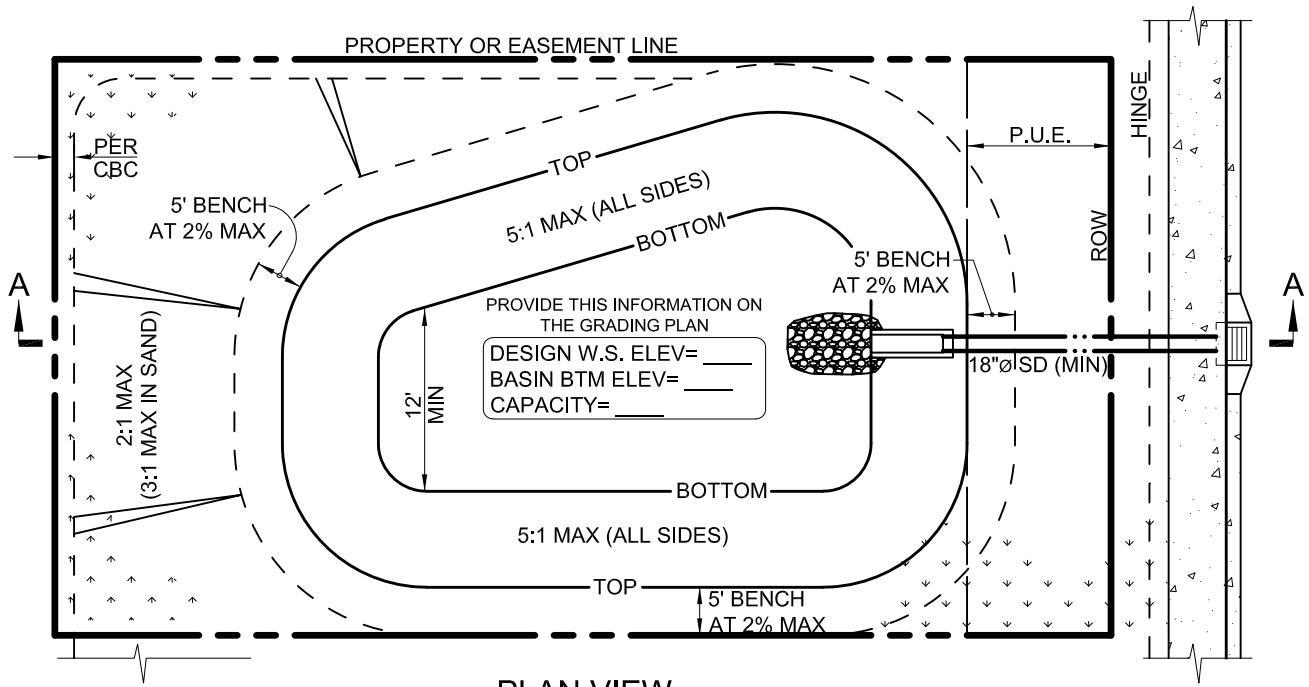 PROPERTY OR EASEMENT LINE
HINGE
PER
CBC
P.U.E.
TOP
5' BENCH
AT 2% MAX
5:1 MAX (ALL SIDES)
BOTTOM
ROW
5' BENCH
AT 2% MAX
A
A
PROVIDE THIS INFORMATION ON
THE GRADING PLAN
DESIGN W.S. ELEV= ____
BASIN BTM ELEV= ____
CAPACITY= ____
18"Ø SD (MIN)
2:1 MAX
(3:1 MAX IN SAND)
12'
MIN
BOTTOM
5:1 MAX (ALL SIDES)
TOP
5' BENCH
AT 2% MAX
PLAN VIEW